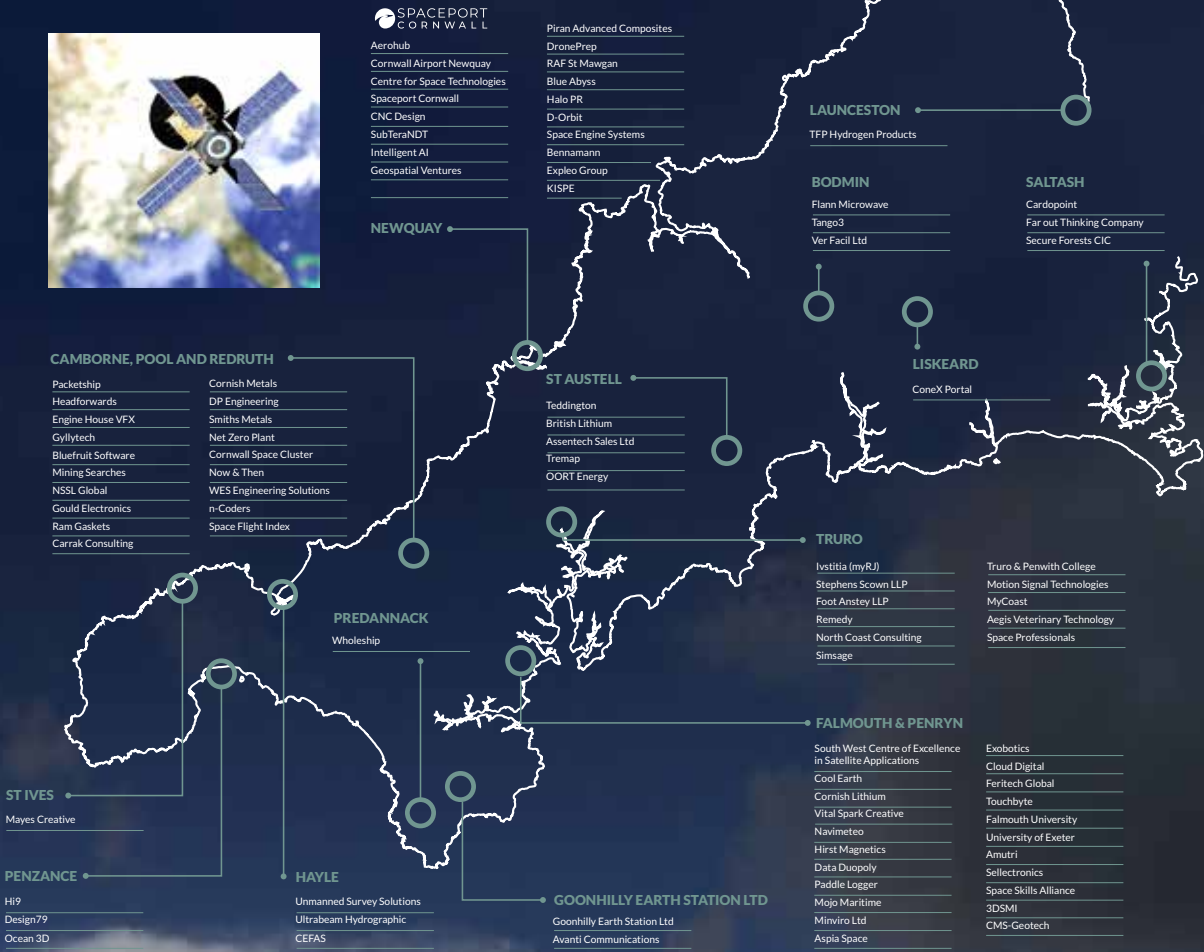 SPACEPORT
CORNWALL
Aerohub
Cornwall Airport Newquay
Centre for Space Technologies
Spaceport Cornwall
CNC Design
SubTeraNDT
Intelligent AI
Geospatial Ventures
Piran Advanced Composites
DronePrep
RAF St Mawgan
Blue Abyss
Halo PR
D-Orbit
Space Engine Systems
Bennamann
Expleo Group
KISPE
NEWQUAY
LAUNCESTON
TFP Hydrogen Products
BODMIN
Flann Microwave
Tango3
Ver Facil Ltd
SALTASH
Cardopoint
Far out Thinking Company
Secure Forests CIC
LISKEARD
ConeX Portal
CAMBORNE, POOL AND REDRUTH
Packetship
Headforwards
Engine House VFX
Gyllytech
Bluefruit Software
Mining Searches
NSSL Global
Gould Electronics
Ram Gaskets
Carrak Consulting
Cornish Metals
DP Engineering
Smiths Metals
Net Zero Plant
Cornwall Space Cluster
Now & Then
WES Engineering Solutions
n-Coders
Space Flight Index
ST AUSTELL
Teddington
British Lithium
Assentech Sales Ltd
Tremap
OORT Energy
TRURO
Ivstitia (myRJ)
Stephens Scown LLP
Foot Anstey LLP
Remedy
North Coast Consulting
Simsage
Truro & Penwith College
Motion Signal Technologies
MyCoast
Aegis Veterinary Technology
Space Professionals
PREDANNACK
Wholeship
FALMOUTH & PENRYN
South West Centre of Excellence
in Satellite Applications
Cool Earth
Cornish Lithium
Vital Spark Creative
Navimeteo
Hirst Magnetics
Data Duopoly
Paddle Logger
Mojo Maritime
Minviro Ltd
Aspia Space
Exobotics
Cloud Digital
Feritech Global
Touchbyte
Falmouth University
University of Exeter
Amutri
Sellectronics
Space Skills Alliance
3DSMI
CMS-Geotech
ST IVES
Mayes Creative
PENZANCE
Hi9
Design79
Ocean 3D
HAYLE
Unmanned Survey Solutions
Ultrabeam Hydrographic
CEFAS
GOONHILLY EARTH STATION LTD
Goonhilly Earth Station Ltd
Avanti Communications